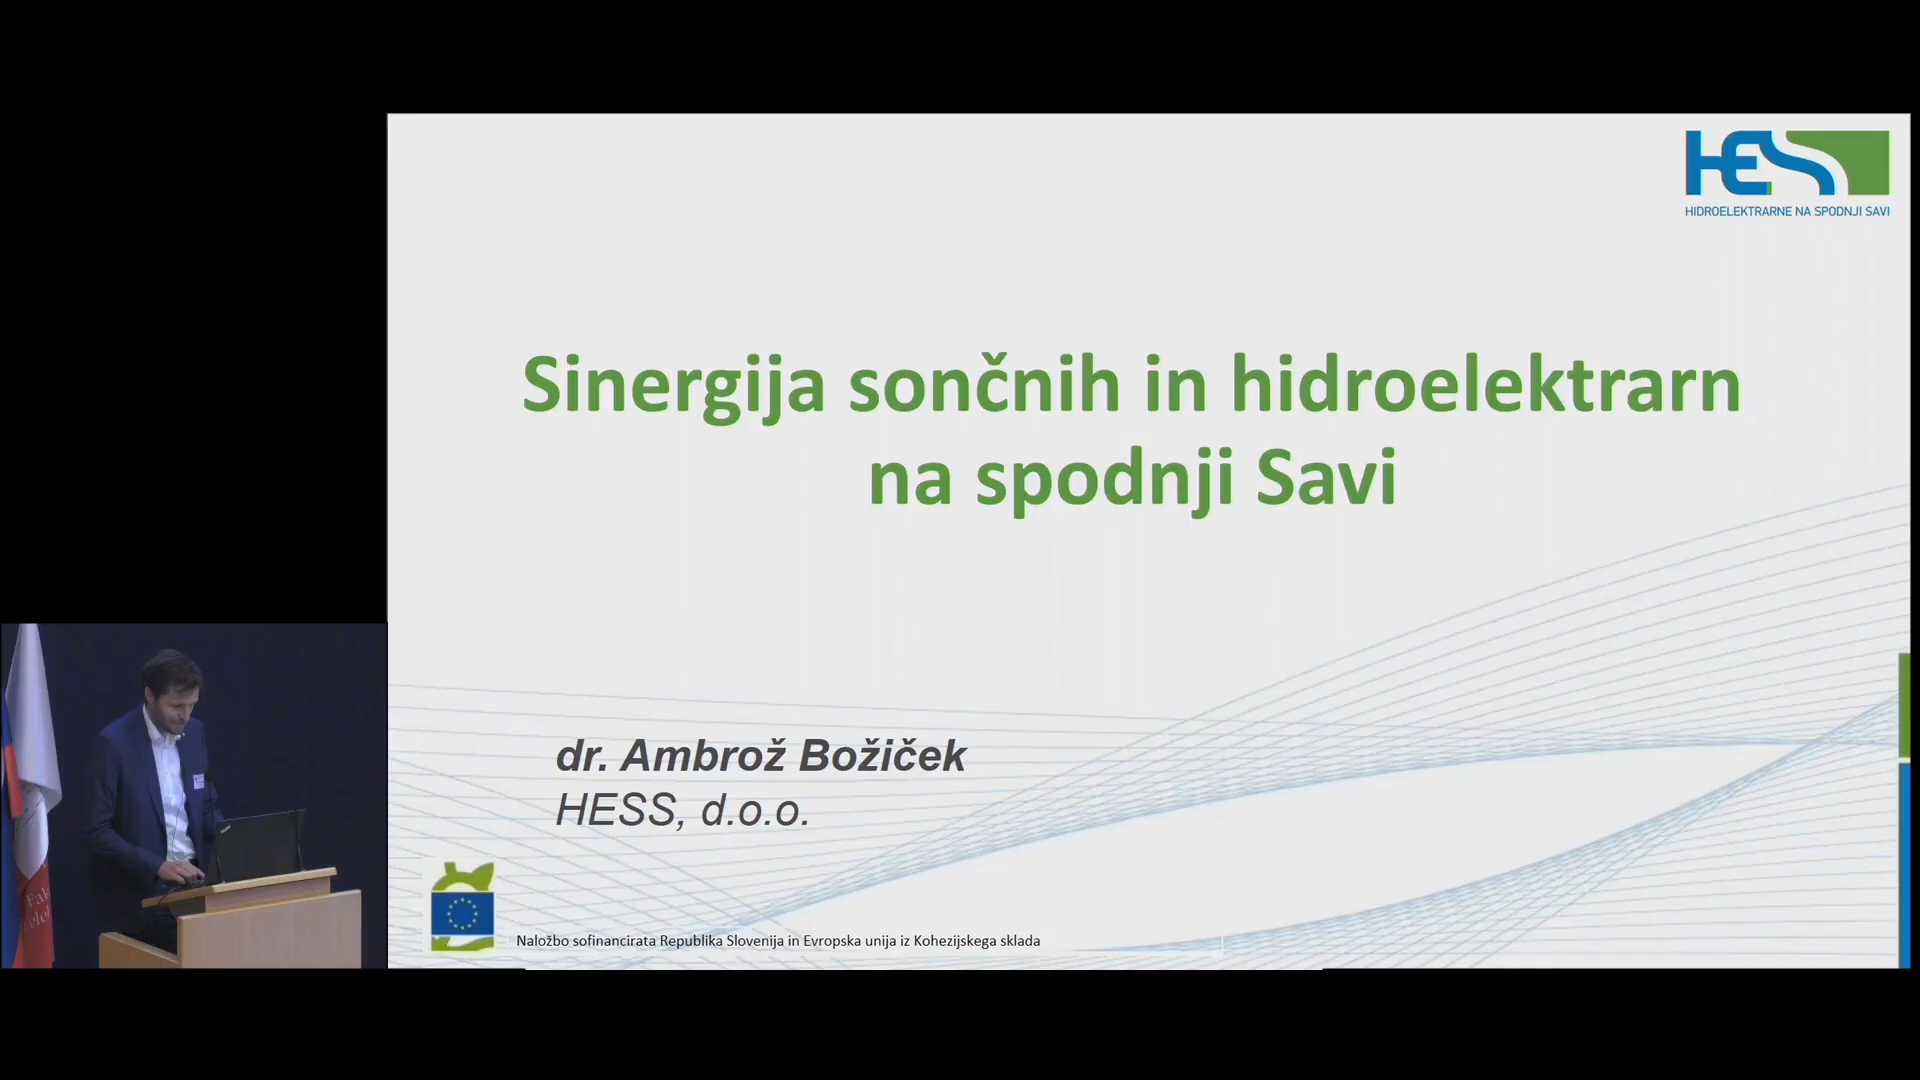 HESS
HIDROELEKTRARNE NA SPODNJI SAVI
Sinergija sončnih in hidroelektrarn
na spodnji Savi
dr. Ambrož Božiček
HESS, d.o.o.
Naložbo sofinancirata Republika Slovenija in Evropska unija iz Kohezijskega sklada